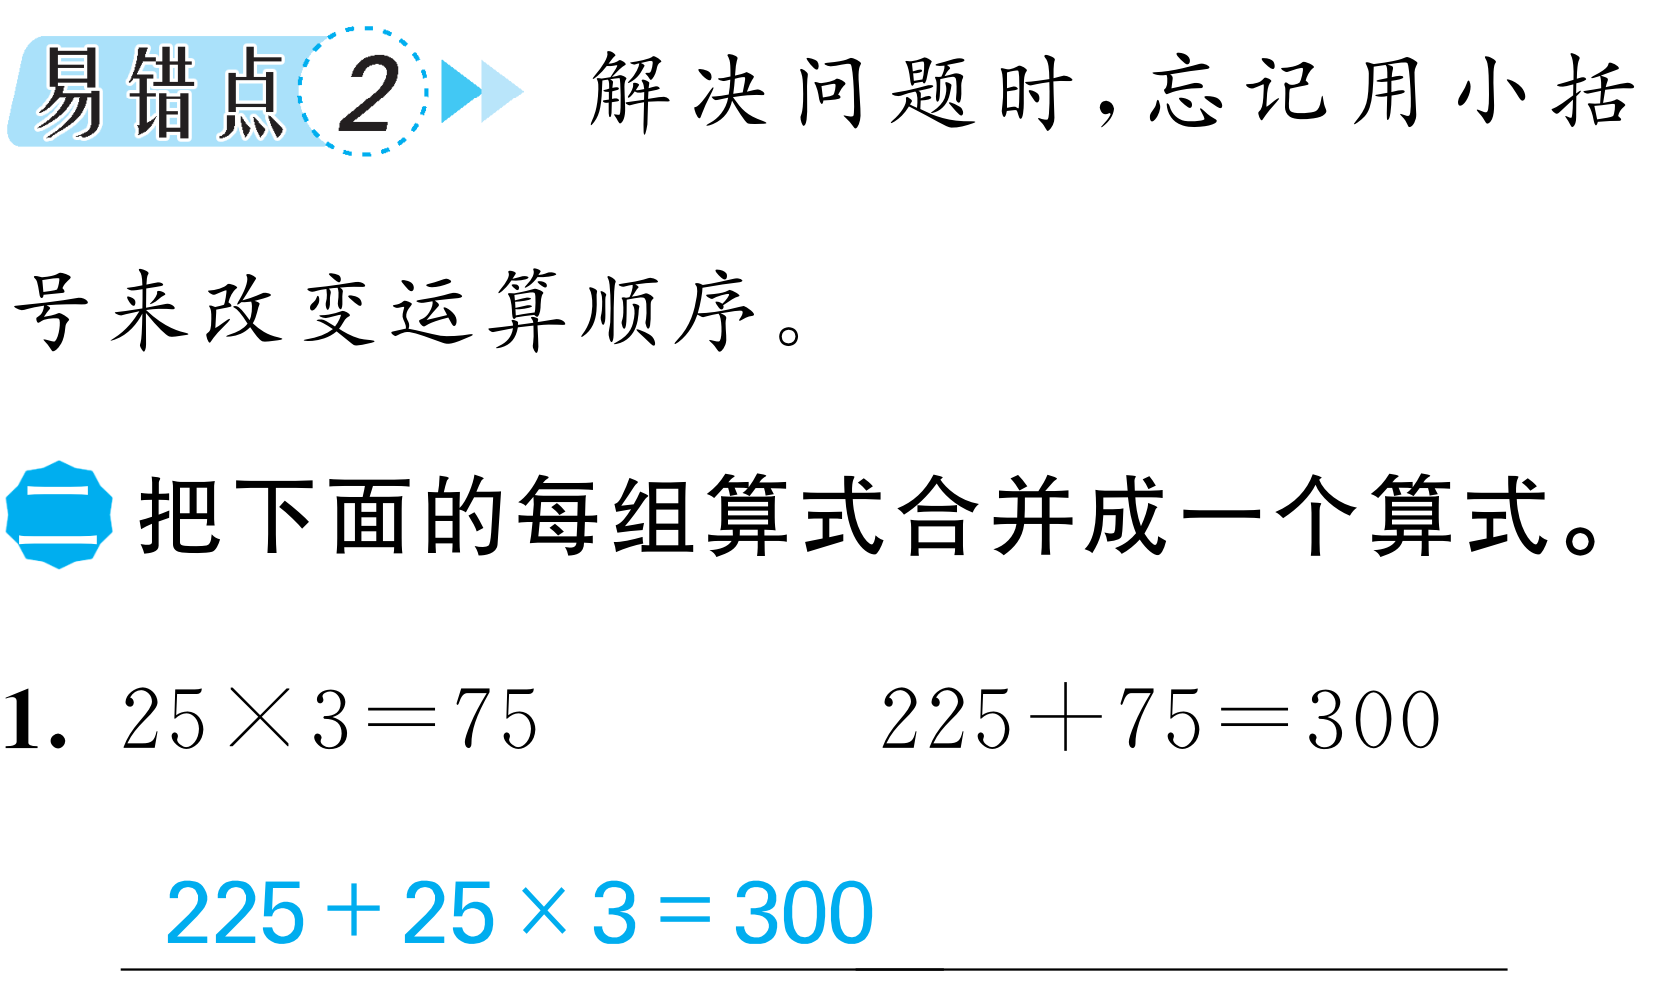 易错点2 解决问题时,忘记用小括
号来改变运算顺序。
二 把下面的每组算式合并成一个算式。
1. 25×3=75 225+75=300
225+25×3=300